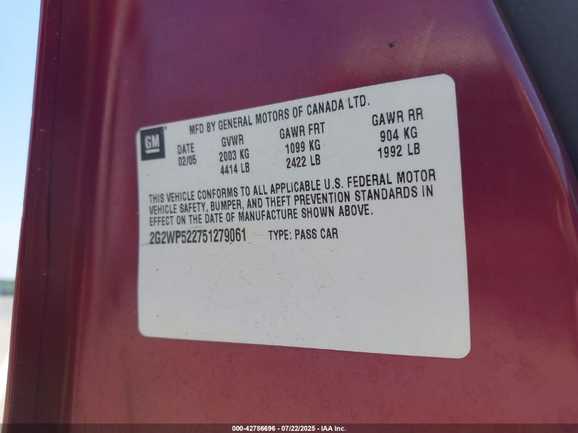 GM
MFD BY GENERAL MOTORS OF CANADA LTD.
DATE GVWR GAWR FRT GAWR RR
02/05 2003 KG 1099 KG 904 KG
4414 LB 2422 LB 1992 LB
THIS VEHICLE CONFORMS TO ALL APPLICABLE U.S. FEDERAL MOTOR
VEHICLE SAFETY, BUMPER, AND THEFT PREVENTION STANDARDS IN
EFFECT ON THE DATE OF MANUFACTURE SHOWN ABOVE.
2G2WP522751279061 TYPE: PASS CAR
000-42786696 - 07/22/2025 - IAA Inc.